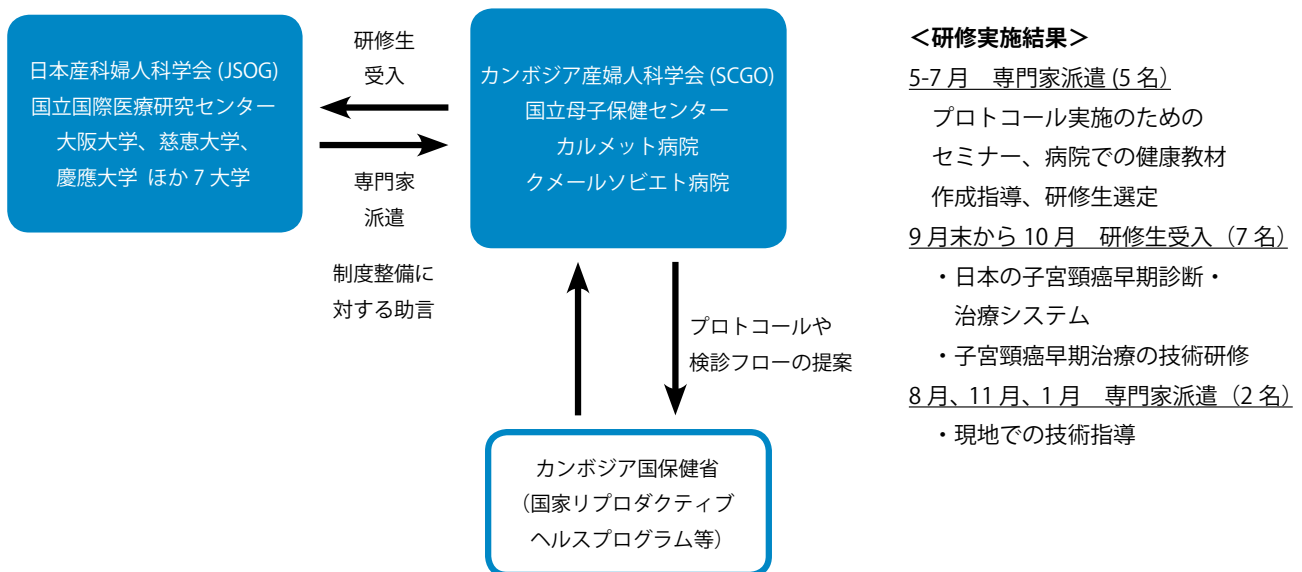 日本産科婦人科学会 (JSOG)
国立国際医療研究センター
大阪大学、慈恵大学、
慶應大学 ほか 7 大学
研修生
受入
専門家
派遣
カンボジア産婦人科学会 (SCGO)
国立母子保健センター
カルメット病院
クメールソビエト病院
制度整備に
対する助言
プロトコールや
検診フローの提案
カンボジア国保健省
（国家リプロダクティブ
ヘルスプログラム等）
＜研修実施結果＞
5-7 月　専門家派遣 (5 名）
プロトコール実施のための
セミナー、病院での健康教材
作成指導、研修生選定
9 月末から 10 月　研修生受入（7 名）
・日本の子宮頸癌早期診断・
治療システム
・子宮頸癌早期治療の技術研修
8 月、11 月、1 月　専門家派遣（2 名）
・現地での技術指導